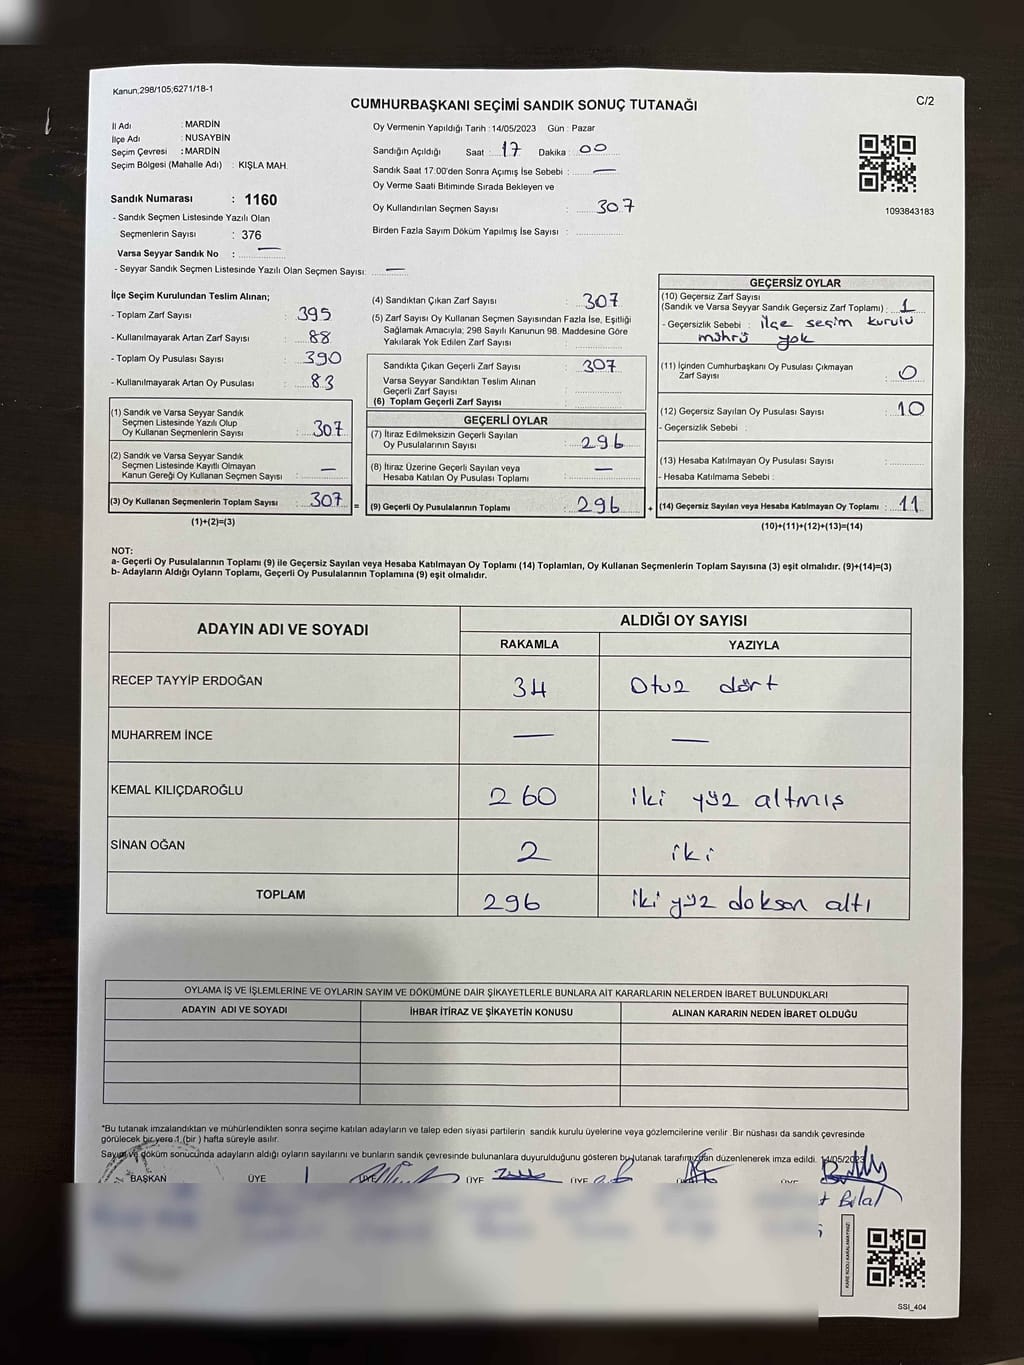 Kanun;298/105;6271/18-1
C/2
CUMHURBAŞKANI SEÇİMİ SANDIK SONUÇ TUTANAĞI
İl Adı : MARDİN
İlçe Adı : NUSAYBİN
Seçim Çevresi : MARDİN
Seçim Bölgesi (Mahalle Adı) : KIŞLA MAH.
Sandık Numarası : 1160
- Sandık Seçmen Listesinde Yazılı Olan
Seçmenlerin Sayısı : 376
Varsa Seyyar Sandık No : —
- Seyyar Sandık Seçmen Listesinde Yazılı Olan Seçmen Sayısı: —
Oy Vermenin Yapıldığı Tarih : 14/05/2023 Gün : Pazar
Sandığın Açıldığı Saat : 17 Dakika : 00
Sandık Saat 17:00'den Sonra Açımış İse Sebebi : —
Oy Verme Saati Bitiminde Sırada Bekleyen ve
Oy Kullandırılan Seçmen Sayısı : 307
Birden Fazla Sayım Döküm Yapılmış İse Sayısı :
1093843183
İlçe Seçim Kurulundan Teslim Alınan;
- Toplam Zarf Sayısı : 395
- Kullanılmayarak Artan Zarf Sayısı : 88
- Toplam Oy Pusulası Sayısı : 390
- Kullanılmayarak Artan Oy Pusulası : 83
(1) Sandık ve Varsa Seyyar Sandık
Seçmen Listesinde Yazılı Olup
Oy Kullanan Seçmenlerin Sayısı : 307
(2) Sandık ve Varsa Seyyar Sandık
Seçmen Listesinde Kayıtlı Olmayan
Kanun Gereği Oy Kullanan Seçmen Sayısı : —
(3) Oy Kullanan Seçmenlerin Toplam Sayısı : 307 =
(1)+(2)=(3)
(4) Sandıktan Çıkan Zarf Sayısı : 307
(5) Zarf Sayısı Oy Kullanan Seçmen Sayısından Fazla İse, Eşitliği
Sağlamak Amacıyla; 298 Sayılı Kanunun 98. Maddesine Göre
Yakılarak Yok Edilen Zarf Sayısı :
Sandıkta Çıkan Geçerli Zarf Sayısı : 307
Varsa Seyyar Sandıktan Teslim Alınan
Geçerli Zarf Sayısı :
(6) Toplam Geçerli Zarf Sayısı :
GEÇERLİ OYLAR
(7) İtiraz Edilmeksizin Geçerli Sayılan
Oy Pusulalarının Sayısı : 296
(8) İtiraz Üzerine Geçerli Sayılan veya
Hesaba Katılan Oy Pusulası Toplamı : —
(9) Geçerli Oy Pusulalarının Toplamı : 296 +
GEÇERSİZ OYLAR
(10) Geçersiz Zarf Sayısı
(Sandık ve Varsa Seyyar Sandık Geçersiz Zarf Toplamı) : 1
- Geçersizlik Sebebi : ilçe seçim kurulu
mührü yok
(11) İçinden Cumhurbaşkanı Oy Pusulası Çıkmayan
Zarf Sayısı : 0
(12) Geçersiz Sayılan Oy Pusulası Sayısı : 10
- Geçersizlik Sebebi :
(13) Hesaba Katılmayan Oy Pusulası Sayısı :
- Hesaba Katılmama Sebebi :
(14) Geçersiz Sayılan veya Hesaba Katılmayan Oy Toplamı : 11
(10)+(11)+(12)+(13)=(14)
NOT:
a- Geçerli Oy Pusulalarının Toplamı (9) ile Geçersiz Sayılan veya Hesaba Katılmayan Oy Toplamı (14) Toplamları, Oy Kullanan Seçmenlerin Toplam Sayısına (3) eşit olmalıdır. (9)+(14)=(3)
b- Adayların Aldığı Oyların Toplamı, Geçerli Oy Pusulalarının Toplamına (9) eşit olmalıdır.
ADAYIN ADI VE SOYADI
ALDIĞI OY SAYISI
RAKAMLA YAZIYLA
RECEP TAYYİP ERDOĞAN 34 Otuz dört
MUHARREM İNCE — —
KEMAL KILIÇDAROĞLU 260 iki yüz altmış
SİNAN OĞAN 2 iki
TOPLAM 296 iki yüz doksan altı
OYLAMA İŞ VE İŞLEMLERİNE VE OYLARIN SAYIM VE DÖKÜMÜNE DAİR ŞİKAYETLERLE BUNLARA AİT KARARLARIN NELERDEN İBARET BULUNDUKLARI
ADAYIN ADI VE SOYADI İHBAR İTİRAZ VE ŞİKAYETİN KONUSU ALINAN KARARIN NEDEN İBARET OLDUĞU
*Bu tutanak imzalandıktan ve mühürlendikten sonra seçime katılan adayların ve talep eden siyasi partilerin sandık kurulu üyelerine veya gözlemcilerine verilir .Bir nüshası da sandık çevresinde
görülecek bir yere 1 (bir ) hafta süreyle asılır.
Sayım ve döküm sonucunda adayların aldığı oyların sayılarını ve bunların sandık çevresinde bulunanlara duyurulduğunu gösteren bu tutanak tarafımızdan düzenlenerek imza edildi. 14/05/2023
BAŞKAN ÜYE ÜYE ÜYE ÜYE
Bilal
KARE KODU KARALAMAYINIZ!
SSI_404